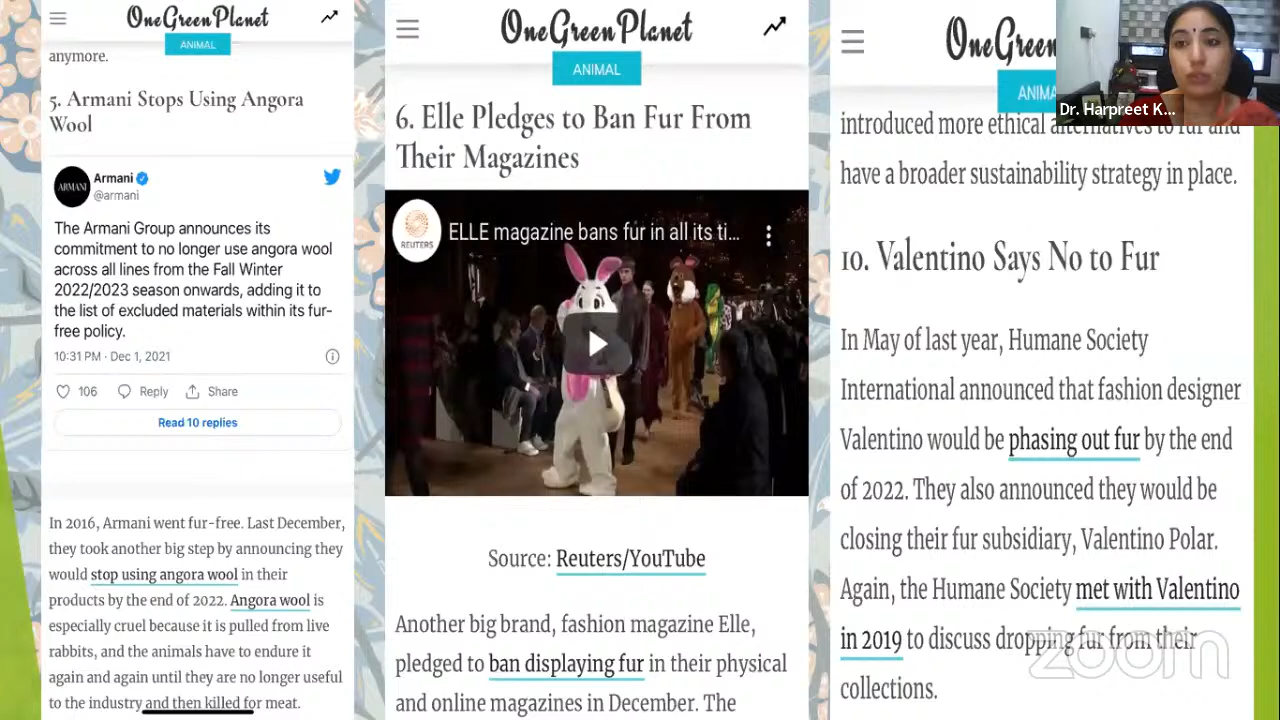 OneGreenPlanet
ANIMAL
anymore.
5. Armani Stops Using Angora
Wool
ARMANI
Armani
@armani
The Armani Group announces its
commitment to no longer use angora wool
across all lines from the Fall Winter
2022/2023 season onwards, adding it to
the list of excluded materials within its fur-
free policy.
10:31 PM · Dec 1, 2021
106 Reply Share
Read 10 replies
In 2016, Armani went fur-free. Last December,
they took another big step by announcing they
would stop using angora wool in their
products by the end of 2022. Angora wool is
especially cruel because it is pulled from live
rabbits, and the animals have to endure it
again and again until they are no longer useful
to the industry and then killed for meat.
OneGreenPlanet
ANIMAL
6. Elle Pledges to Ban Fur From
Their Magazines
REUTERS
ELLE magazine bans fur in all its ti...
Source: Reuters/YouTube
Another big brand, fashion magazine Elle,
pledged to ban displaying fur in their physical
and online magazines in December. The
OneGreen
ANIMA
Dr. Harpreet K...
introduced more ethical alternatives to fur and
have a broader sustainability strategy in place.
10. Valentino Says No to Fur
In May of last year, Humane Society
International announced that fashion designer
Valentino would be phasing out fur by the end
of 2022. They also announced they would be
closing their fur subsidiary, Valentino Polar.
Again, the Humane Society met with Valentino
in 2019 to discuss dropping fur from their
collections.
zoom